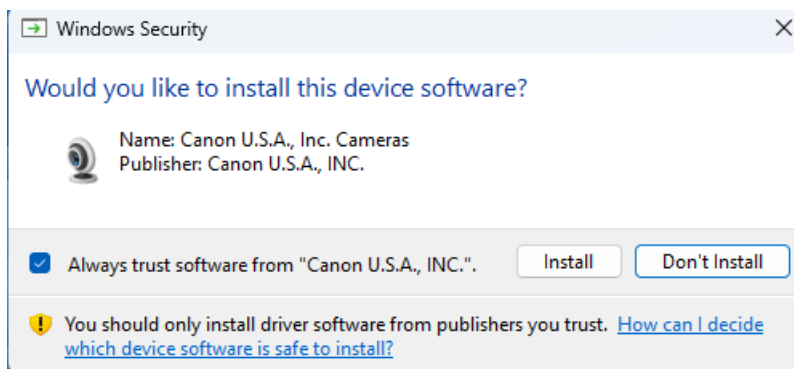 Windows Security
Would you like to install this device software?
Name: Canon U.S.A., Inc. Cameras
Publisher: Canon U.S.A., INC.
Always trust software from "Canon U.S.A., INC.".
Install
Don't Install
You should only install driver software from publishers you trust. How can I decide
which device software is safe to install?